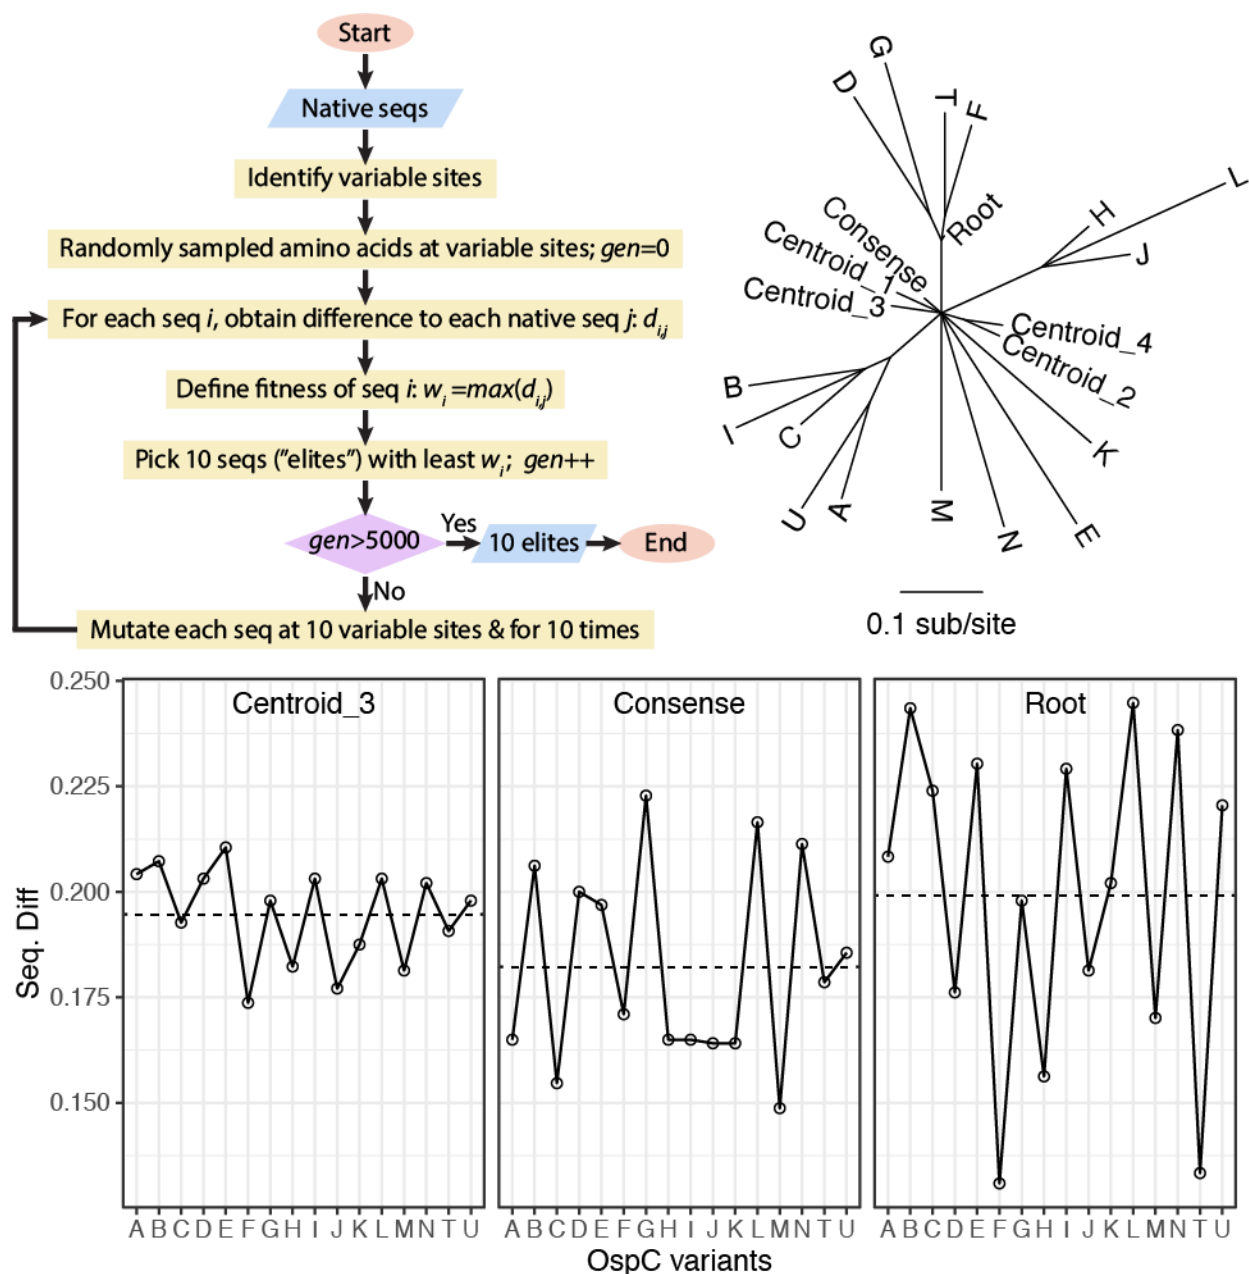 Start
Native seqs
Identify variable sites
Randomly sampled amino acids at variable sites; gen=0
For each seq i, obtain difference to each native seq j: di,j
Define fitness of seq i: wi =max(di,j)
Pick 10 seqs ("elites") with least wi; gen++
gen>5000
Yes
10 elites
End
No
Mutate each seq at 10 variable sites & for 10 times
G
D
T
F
Root
L
H
J
Consense
Centroid_1
Centroid_3
Centroid_4
Centroid_2
B
I
C
U
A
M
N
E
K
0.1 sub/site
Centroid_3
Consense
Root
0.250
0.225
0.200
0.175
0.150
Seq. Diff
A B C D E F G H I J K L M N T U
A B C D E F G H I J K L M N T U
A B C D E F G H I J K L M N T U
OspC variants